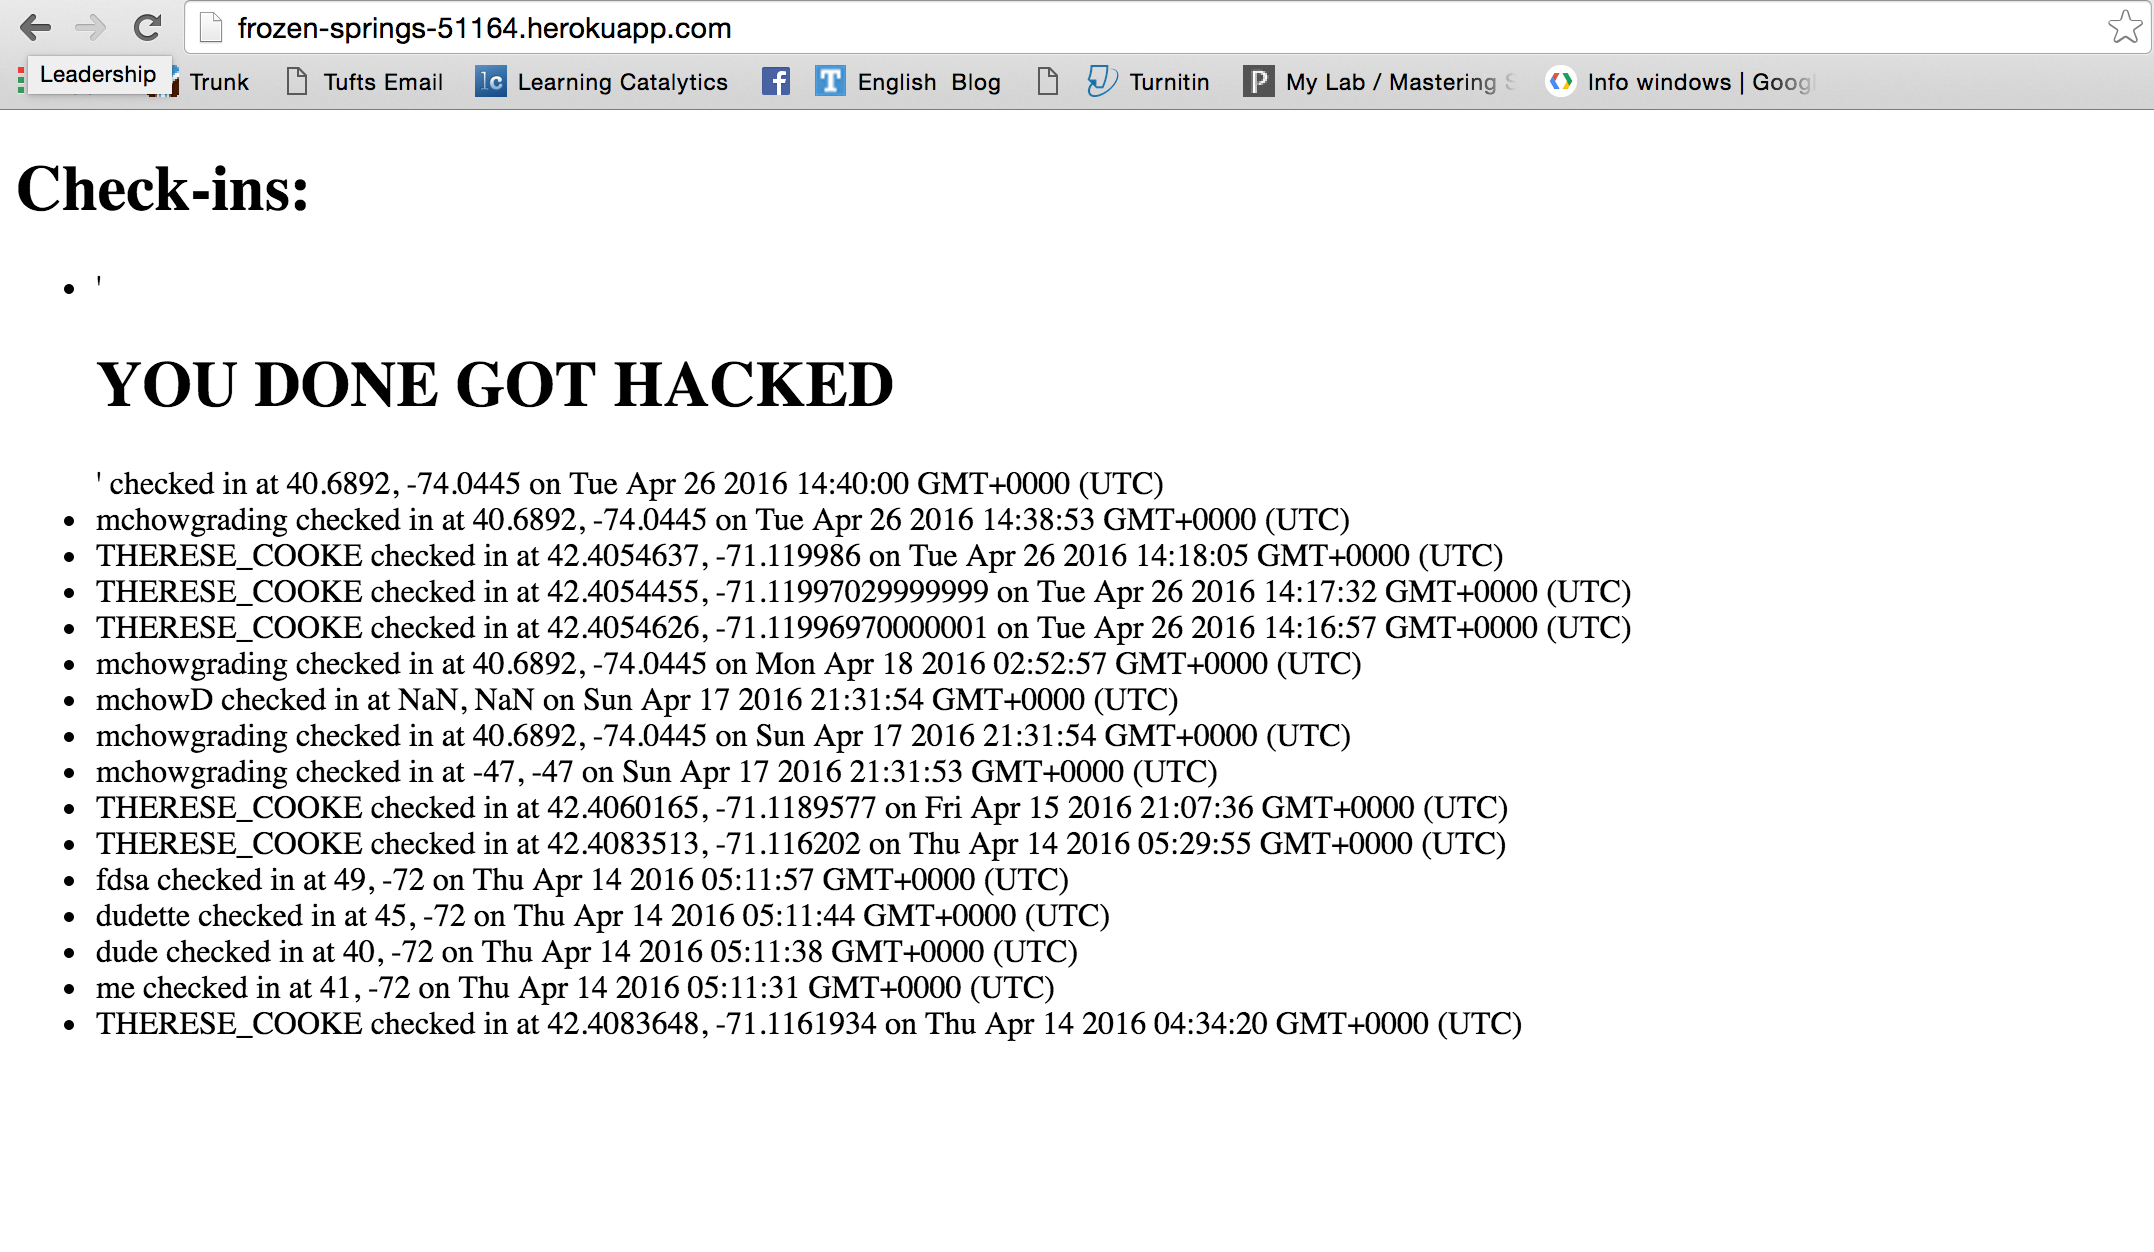 frozen-springs-51164.herokuapp.com
Leadership Trunk Tufts Email lc Learning Catalytics f T English Blog Turnitin P My Lab / Mastering Info windows | Goog
Check-ins:
• '
YOU DONE GOT HACKED
' checked in at 40.6892, -74.0445 on Tue Apr 26 2016 14:40:00 GMT+0000 (UTC)
• mchowgrading checked in at 40.6892, -74.0445 on Tue Apr 26 2016 14:38:53 GMT+0000 (UTC)
• THERESE_COOKE checked in at 42.4054637, -71.119986 on Tue Apr 26 2016 14:18:05 GMT+0000 (UTC)
• THERESE_COOKE checked in at 42.4054455, -71.11997029999999 on Tue Apr 26 2016 14:17:32 GMT+0000 (UTC)
• THERESE_COOKE checked in at 42.4054626, -71.11996970000001 on Tue Apr 26 2016 14:16:57 GMT+0000 (UTC)
• mchowgrading checked in at 40.6892, -74.0445 on Mon Apr 18 2016 02:52:57 GMT+0000 (UTC)
• mchowD checked in at NaN, NaN on Sun Apr 17 2016 21:31:54 GMT+0000 (UTC)
• mchowgrading checked in at 40.6892, -74.0445 on Sun Apr 17 2016 21:31:54 GMT+0000 (UTC)
• mchowgrading checked in at -47, -47 on Sun Apr 17 2016 21:31:53 GMT+0000 (UTC)
• THERESE_COOKE checked in at 42.4060165, -71.1189577 on Fri Apr 15 2016 21:07:36 GMT+0000 (UTC)
• THERESE_COOKE checked in at 42.4083513, -71.116202 on Thu Apr 14 2016 05:29:55 GMT+0000 (UTC)
• fdsa checked in at 49, -72 on Thu Apr 14 2016 05:11:57 GMT+0000 (UTC)
• dudette checked in at 45, -72 on Thu Apr 14 2016 05:11:44 GMT+0000 (UTC)
• dude checked in at 40, -72 on Thu Apr 14 2016 05:11:38 GMT+0000 (UTC)
• me checked in at 41, -72 on Thu Apr 14 2016 05:11:31 GMT+0000 (UTC)
• THERESE_COOKE checked in at 42.4083648, -71.1161934 on Thu Apr 14 2016 04:34:20 GMT+0000 (UTC)